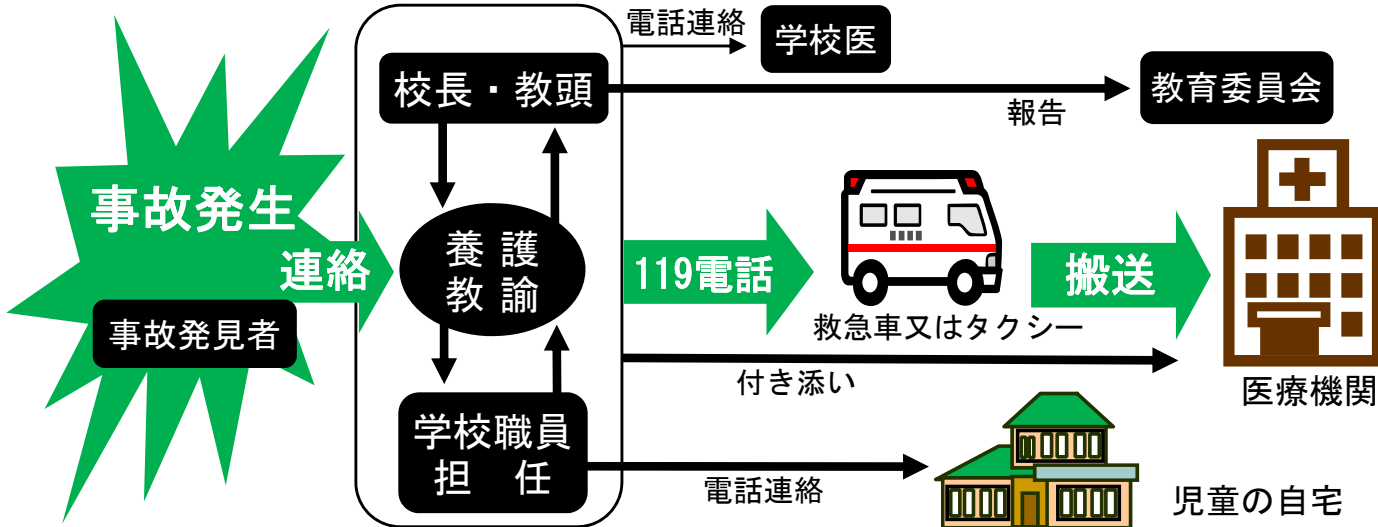 電話連絡
学校医
校長・教頭
教育委員会
報告
事故発生
連絡
養護
教諭
119電話
搬送
事故発見者
救急車又はタクシー
付き添い
医療機関
学校職員
担任
電話連絡
児童の自宅